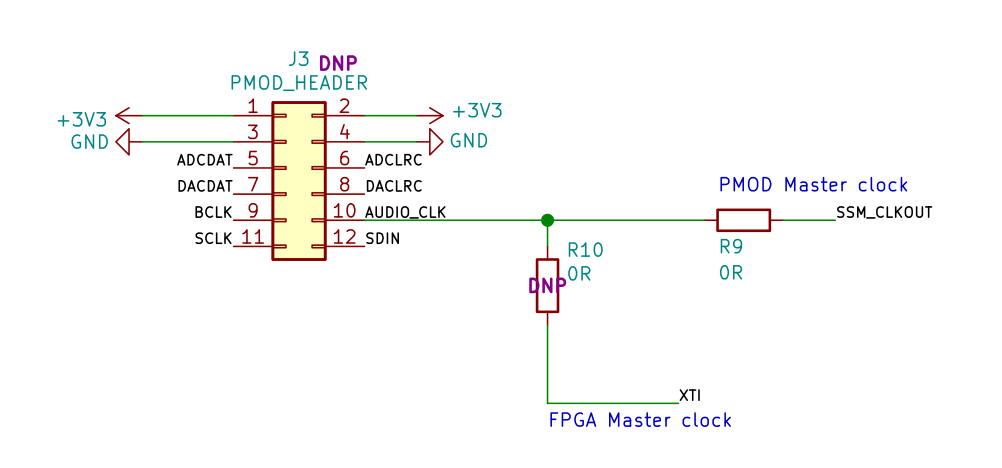 J3 DNP
PMOD_HEADER
+3V3 1 2 +3V3
GND 3 4 GND
ADCDAT 5 6 ADCLRC
DACDAT 7 8 DACLRC
PMOD Master clock
BCLK 9 10 AUDIO_CLK SSM_CLKOUT
SCLK 11 12 SDIN
R9
0R
R10
0R
DNP
XTI
FPGA Master clock